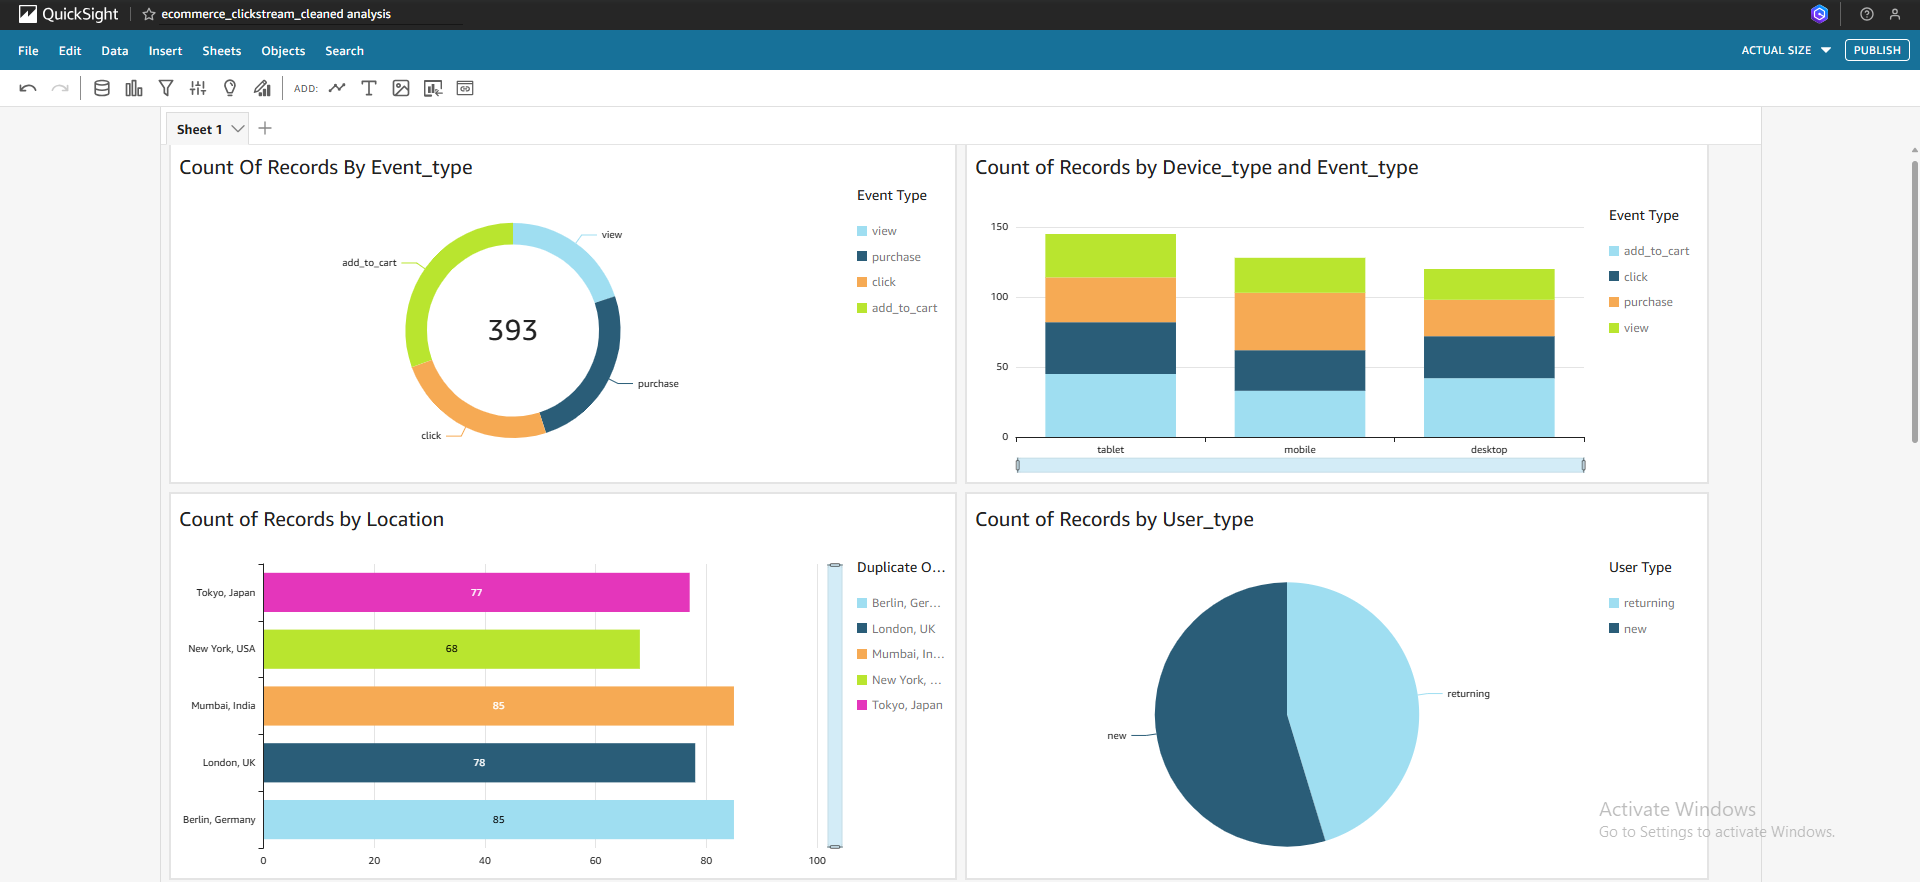 QuickSight
ecommerce_clickstream_cleaned analysis
File Edit Data Insert Sheets Objects Search
ACTUAL SIZE PUBLISH
ADD:
Sheet 1
Count Of Records By Event_type
Event Type
view
purchase
click
add_to_cart
view
add_to_cart
393
purchase
click
Count of Records by Device_type and Event_type
Event Type
add_to_cart
click
purchase
view
150
100
50
0
tablet mobile desktop
Count of Records by Location
Duplicate O...
Berlin, Ger...
London, UK
Mumbai, In...
New York, ...
Tokyo, Japan
Tokyo, Japan 77
New York, USA 68
Mumbai, India 85
London, UK 78
Berlin, Germany 85
0 20 40 60 80 100
Count of Records by User_type
User Type
returning
new
returning
new
Activate Windows
Go to Settings to activate Windows.